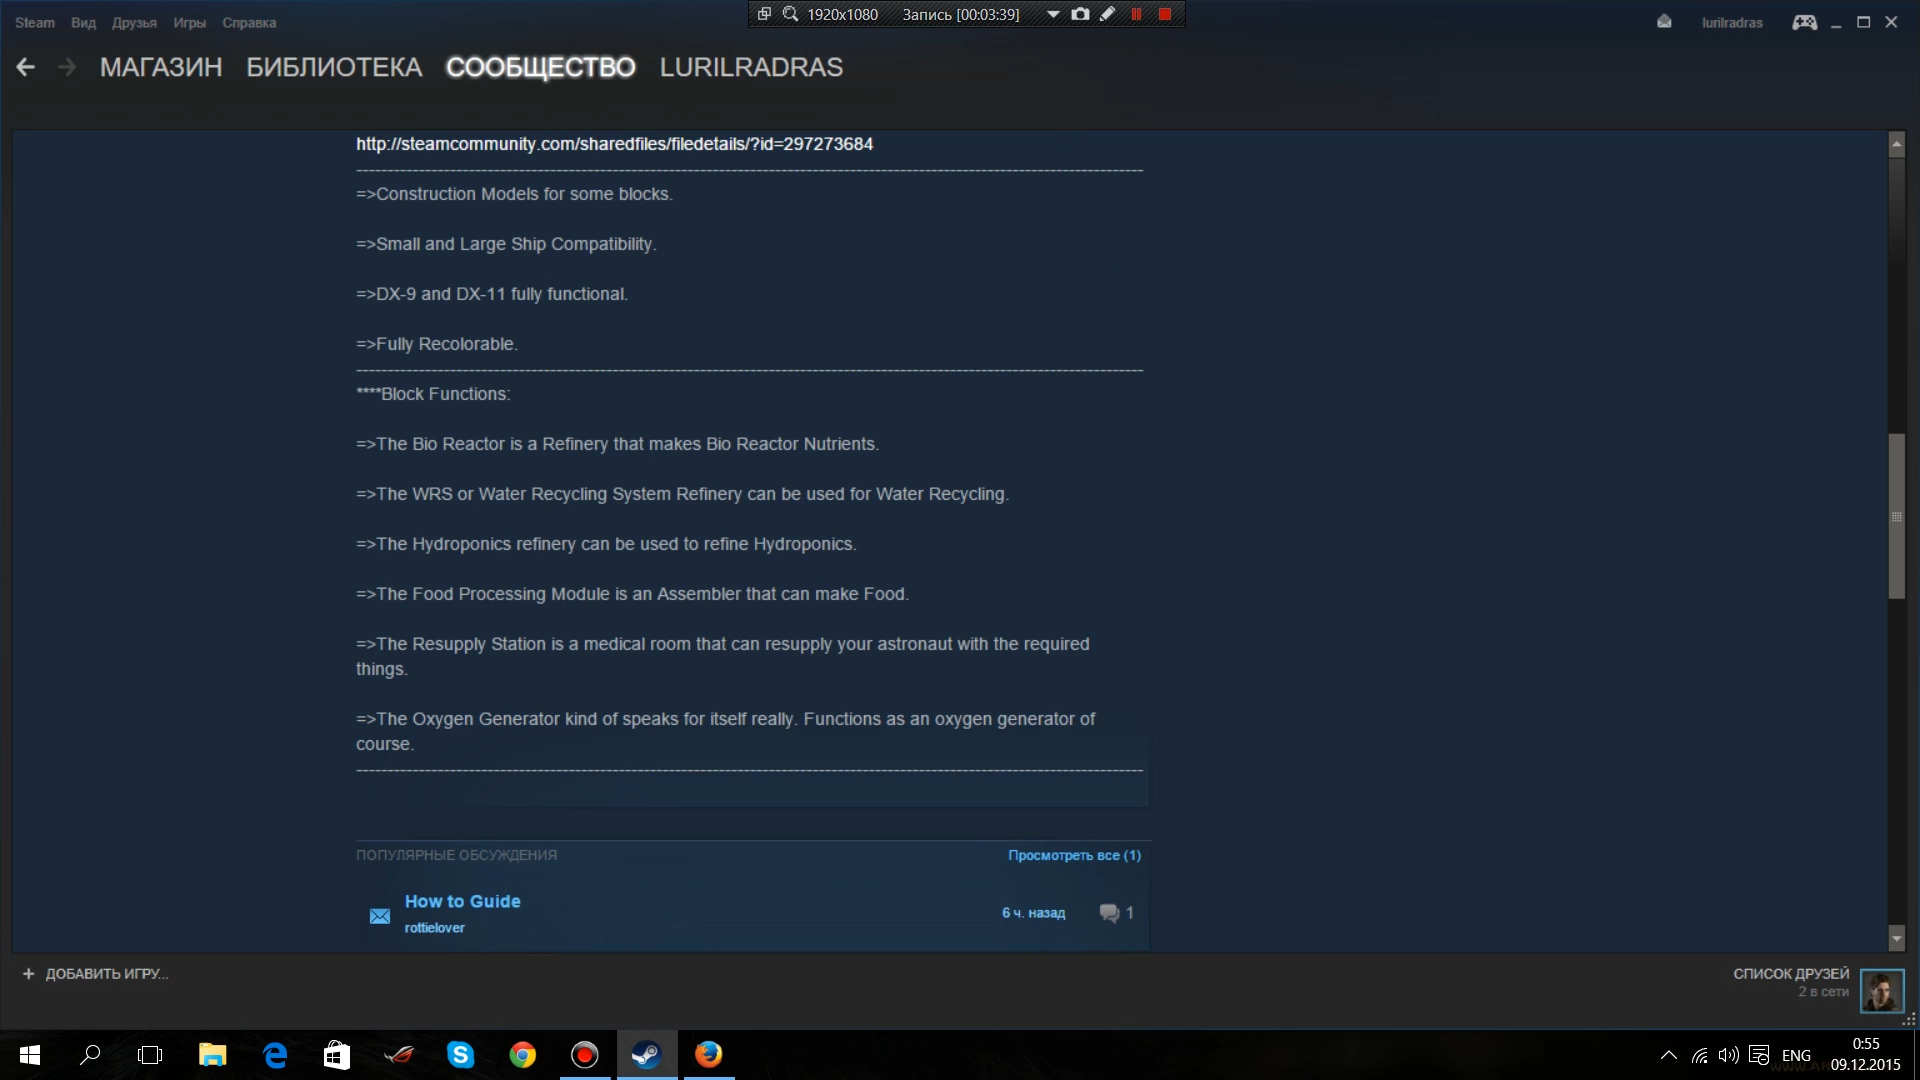 Steam Вид Друзья Игры Справка
1920x1080 Запись [00:03:39]
lurilradras
МАГАЗИН БИБЛИОТЕКА СООБЩЕСТВО LURILRADRAS
http://steamcommunity.com/sharedfiles/filedetails/?id=297273684
=>Construction Models for some blocks.
=>Small and Large Ship Compatibility.
=>DX-9 and DX-11 fully functional.
=>Fully Recolorable.
****Block Functions:
=>The Bio Reactor is a Refinery that makes Bio Reactor Nutrients.
=>The WRS or Water Recycling System Refinery can be used for Water Recycling.
=>The Hydroponics refinery can be used to refine Hydroponics.
=>The Food Processing Module is an Assembler that can make Food.
=>The Resupply Station is a medical room that can resupply your astronaut with the required
things.
=>The Oxygen Generator kind of speaks for itself really. Functions as an oxygen generator of
course.
ПОПУЛЯРНЫЕ ОБСУЖДЕНИЯ Просмотреть все (1)
How to Guide
6 ч. назад 1
rottielover
+ ДОБАВИТЬ ИГРУ...
СПИСОК ДРУЗЕЙ
2 в сети
ENG
0:55
09.12.2015